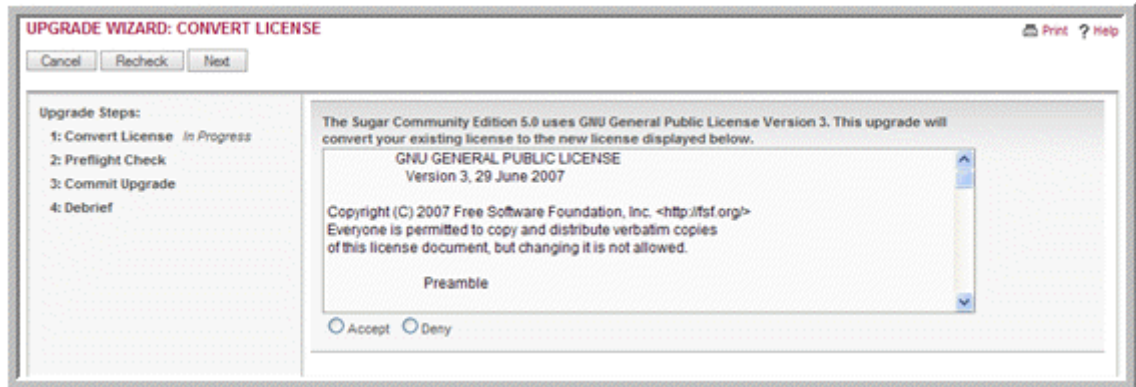 UPGRADE WIZARD: CONVERT LICENSE
Print ? Help
Cancel Recheck Next
Upgrade Steps:
1: Convert License In Progress
2: Preflight Check
3: Commit Upgrade
4: Debrief
The Sugar Community Edition 5.0 uses GNU General Public License Version 3. This upgrade will
convert your existing license to the new license displayed below.
GNU GENERAL PUBLIC LICENSE
Version 3, 29 June 2007
Copyright (C) 2007 Free Software Foundation, Inc. <http://fsf.org/>
Everyone is permitted to copy and distribute verbatim copies
of this license document, but changing it is not allowed.
Preamble
Accept Deny